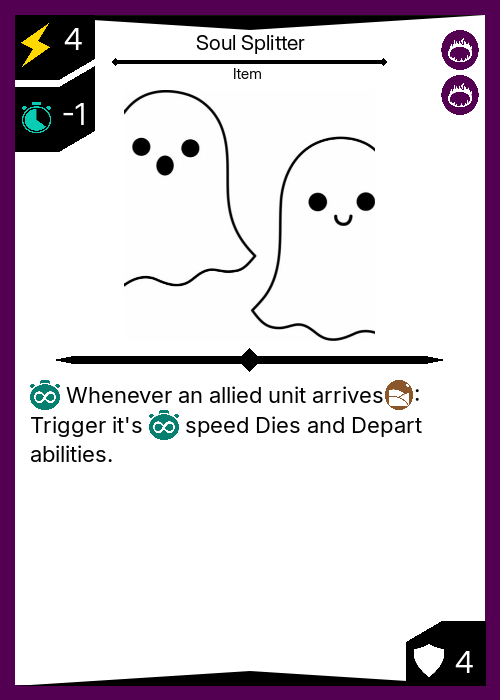 4
Soul Splitter
Item
-1
Whenever an allied unit arrives :
Trigger it's speed Dies and Depart
abilities.
4